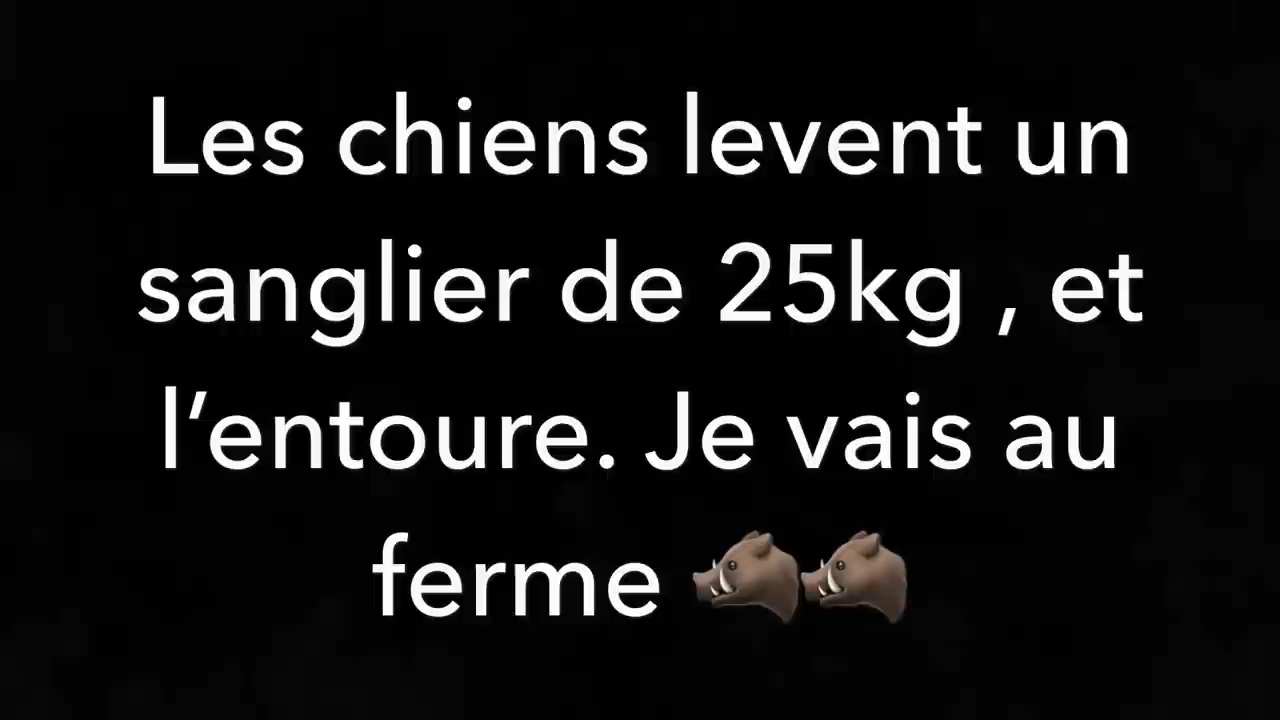 Les chiens levent un
sanglier de 25kg , et
l’entoure. Je vais au
ferme 🐗🐗